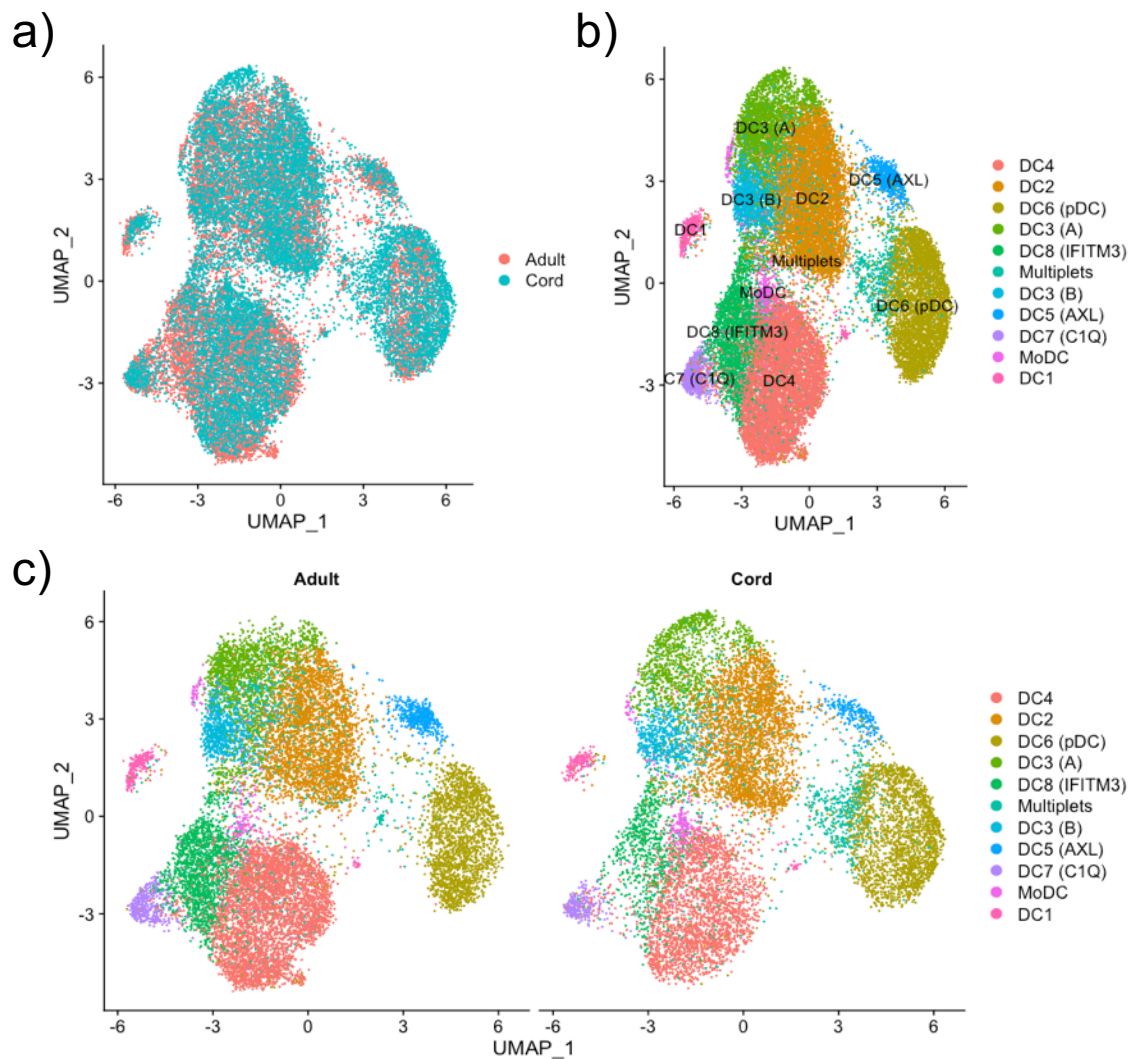 a)
UMAP_2
6
3
0
-3
-6
-3
0
3
6
UMAP_1
Adult
Cord
b)
UMAP_2
6
3
0
-3
-6
-3
0
3
6
UMAP_1
DC3 (A)
DC5 (AXL)
DC3 (B)
DC2
DC1
Multiplets
MoDC
DC6 (pDC)
DC8 (IFITM3)
C7 (C1Q)
DC4
DC4
DC2
DC6 (pDC)
DC3 (A)
DC8 (IFITM3)
Multiplets
DC3 (B)
DC5 (AXL)
DC7 (C1Q)
MoDC
DC1
c)
Adult
Cord
UMAP_2
6
3
0
-3
-6
-3
0
3
6
-6
-3
0
3
6
UMAP_1
DC4
DC2
DC6 (pDC)
DC3 (A)
DC8 (IFITM3)
Multiplets
DC3 (B)
DC5 (AXL)
DC7 (C1Q)
MoDC
DC1